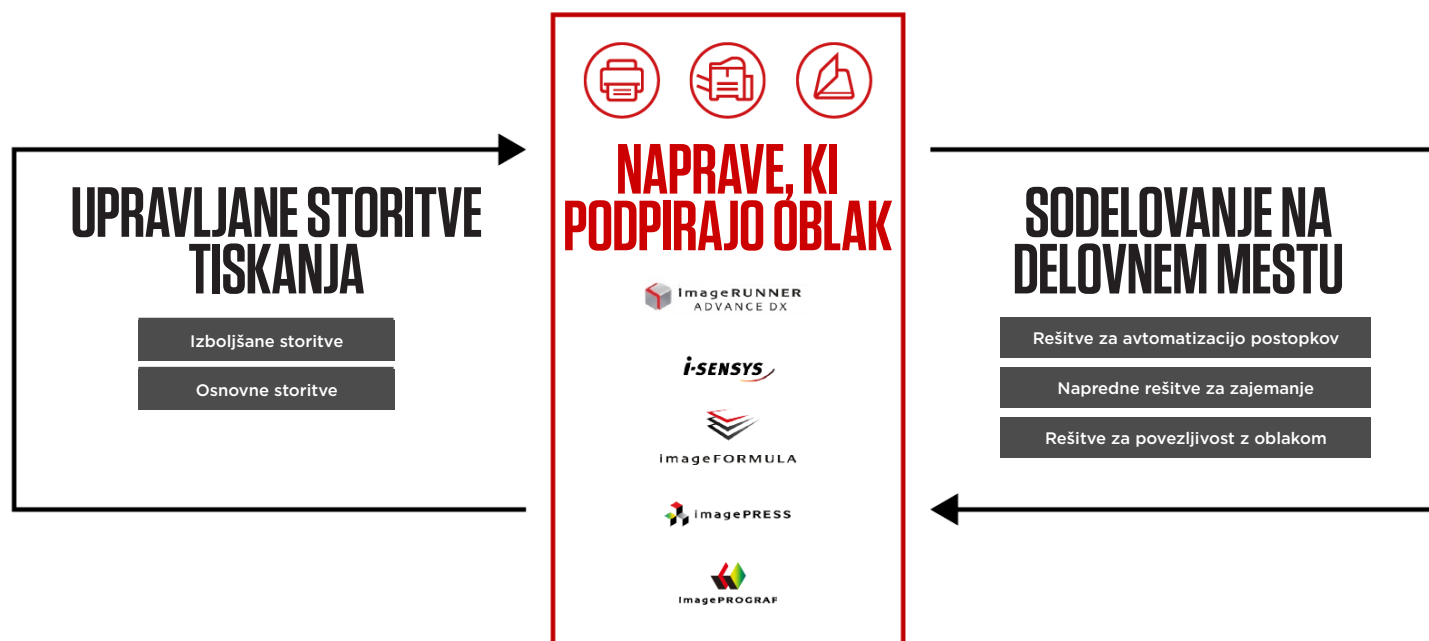 UPRAVLJANE STORITVE
TISKANJA
Izboljšane storitve
Osnovne storitve
NAPRAVE, KI
PODPIRAJO OBLAK
imageRUNNER
ADVANCE DX
i-SENSYS
imageFORMULA
imagePRESS
imagePROGRAF
SODELOVANJE NA
DELOVNEM MESTU
Rešitve za avtomatizacijo postopkov
Napredne rešitve za zajemanje
Rešitve za povezljivost z oblakom